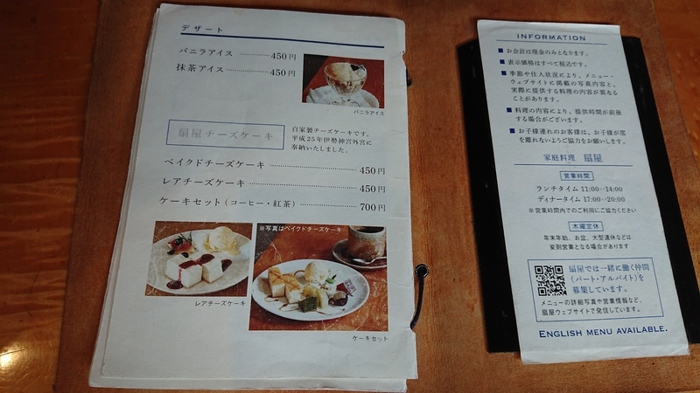 デザート
バニラアイス 450円
抹茶アイス 450円
バニラアイス
扇屋チーズケーキ
自家製チーズケーキです。
平成25年伊勢神宮外宮に
奉納いたしました。
ベイクドチーズケーキ 450円
レアチーズケーキ 450円
ケーキセット(コーヒー・紅茶) 700円
レアチーズケーキ
※写真はベイクドチーズケーキ
ケーキセット
INFORMATION
■お会計は現金のみとなります。
■表示価格はすべて税込です。
■季節や仕入状況により、メニュー・
ウェブサイトに掲載の写真内容と、
実際に提供する料理の内容が異なる
ことがあります。
■料理の内容により、提供時間が前後
する場合がございます。
■お子様連れのお客様は、お子様が席
を離れないようご協力をお願いします。
家庭料理 扇屋
営業時間
ランチタイム 11:00-14:00
ディナータイム 17:00-20:00
※営業時間内でのご利用にご協力ください
木曜定休
年末年始、お盆、大型連休などは
変則営業となる場合があります
扇屋では一緒に働く仲間
(パート・アルバイト)を
募集しています。
メニューの詳細写真や営業情報など、
扇屋ウェブサイトで発信しています。
ENGLISH MENU AVAILABLE.